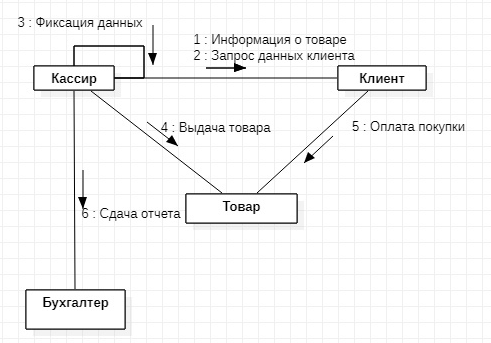 3 : Фиксация данных
1 : Информация о товаре
2 : Запрос данных клиента
Кассир
Клиент
4 : Выдача товара
5 : Оплата покупки
6 : Сдача отчета
Товар
Бухгалтер